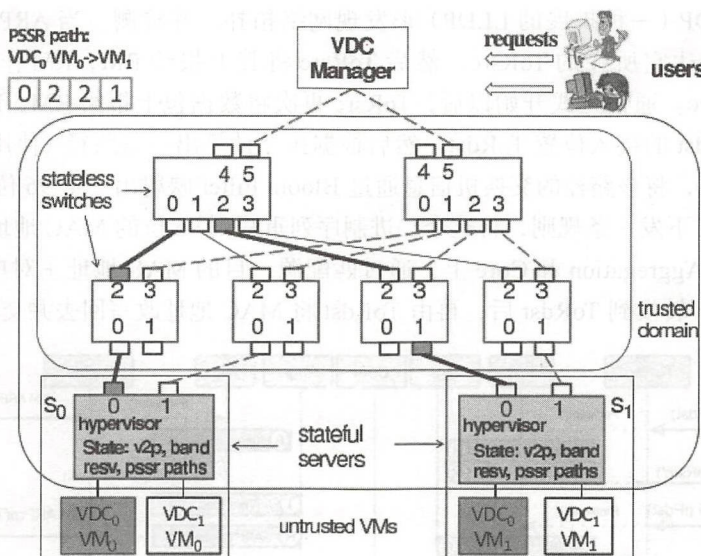 PSSR path:
VDC0 VM0->VM1
0 2 2 1
VDC
Manager
requests
users
stateless
switches
4 5
0 1 2 3
4 5
0 1 2 3
2 3
0 1
2 3
0 1
2 3
0 1
2 3
0 1
trusted
domain
S0
0 1
hypervisor
State: v2p, band
resv, pssr paths
stateful
servers
S1
0 1
hypervisor
State: v2p, band
resv, pssr paths
VDC0
VM0
VDC1
VM0
untrusted VMs
VDC0
VM1
VDC1
VM1